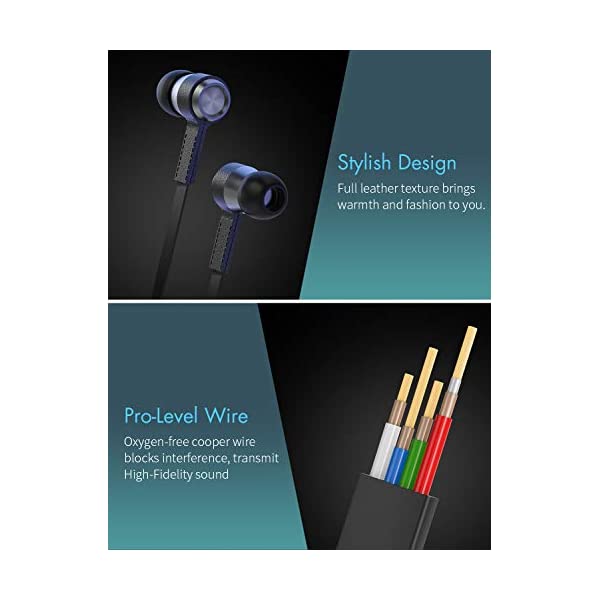 Stylish Design
Full leather texture brings
warmth and fashion to you.
Pro-Level Wire
Oxygen-free cooper wire
blocks interference, transmit
High-Fidelity sound